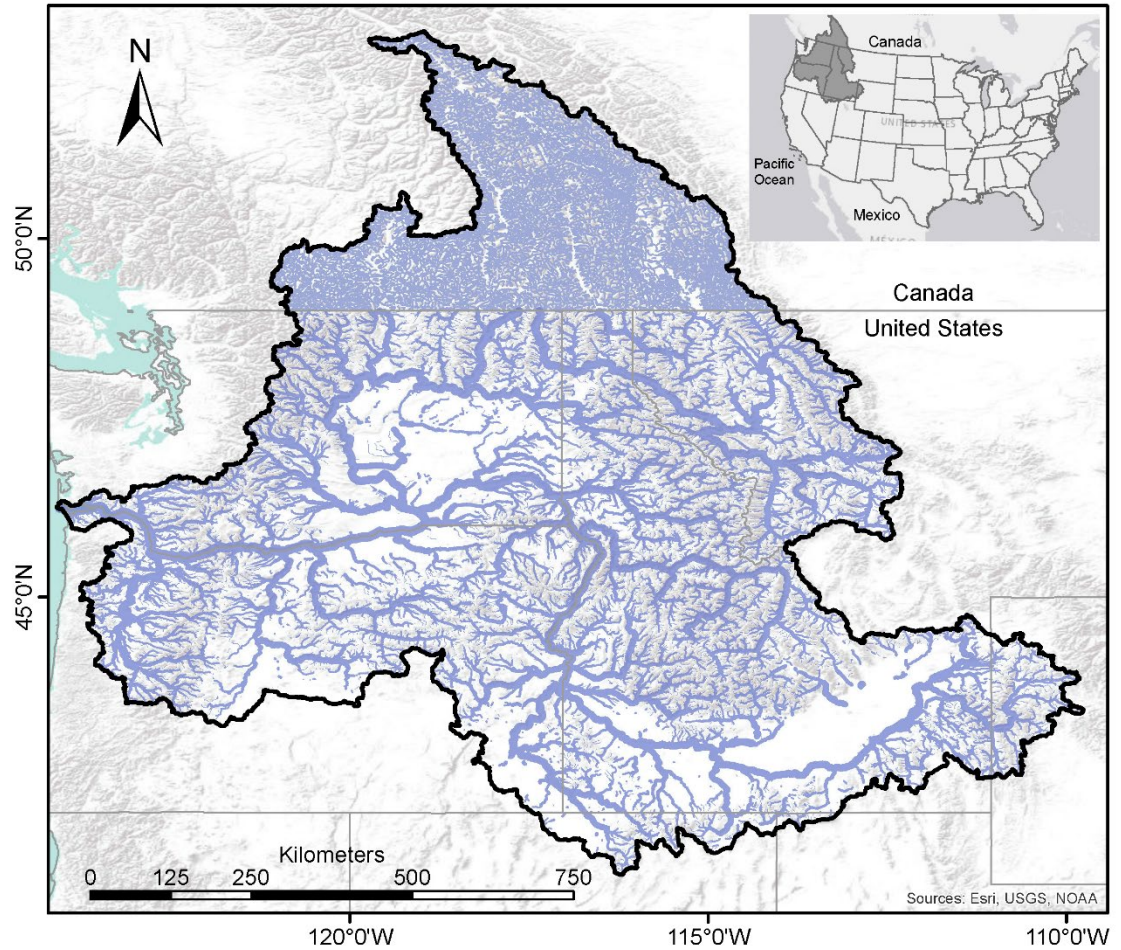 N
Canada
UNITED STATES
Pacific
Ocean
Mexico
MÉXICO
50°0'N
Canada
United States
45°0'N
Kilometers
0 125 250 500 750
Sources: Esri, USGS, NOAA
120°0'W 115°0'W 110°0'W